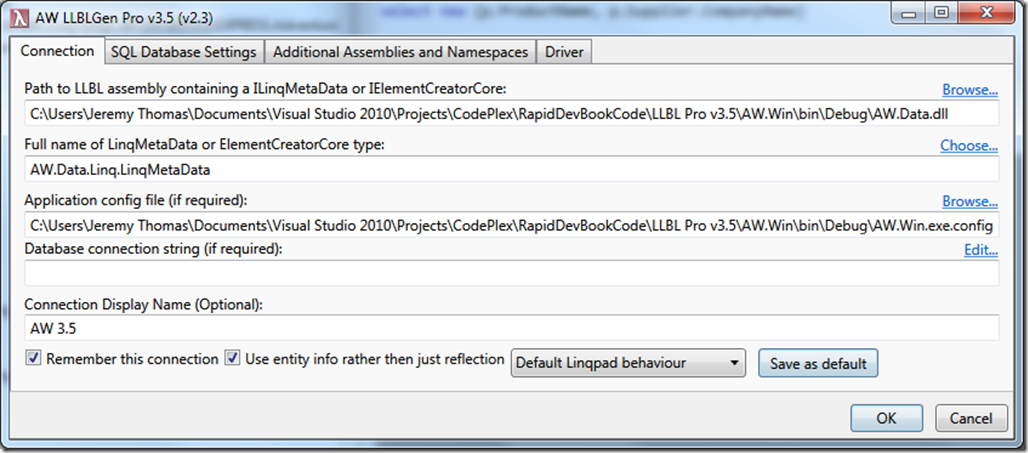 select new {p.ProductName, p.Supplier.CompanyName}
AW LLBLGen Pro v3.5 (v2.3)
Connection SQL Database Settings Additional Assemblies and Namespaces Driver
Path to LLBL assembly containing a ILinqMetaData or IElementCreatorCore: Browse...
C:\Users\Jeremy Thomas\Documents\Visual Studio 2010\Projects\CodePlex\RapidDevBookCode\LLBL Pro v3.5\AW.Win\bin\Debug\AW.Data.dll
Full name of LinqMetaData or ElementCreatorCore type: Choose...
AW.Data.Linq.LinqMetaData
Application config file (if required): Browse...
C:\Users\Jeremy Thomas\Documents\Visual Studio 2010\Projects\CodePlex\RapidDevBookCode\LLBL Pro v3.5\AW.Win\bin\Debug\AW.Win.exe.config
Database connection string (if required): Edit...
Connection Display Name (Optional):
AW 3.5
Remember this connection Use entity info rather then just reflection Default Linqpad behaviour Save as default
OK Cancel